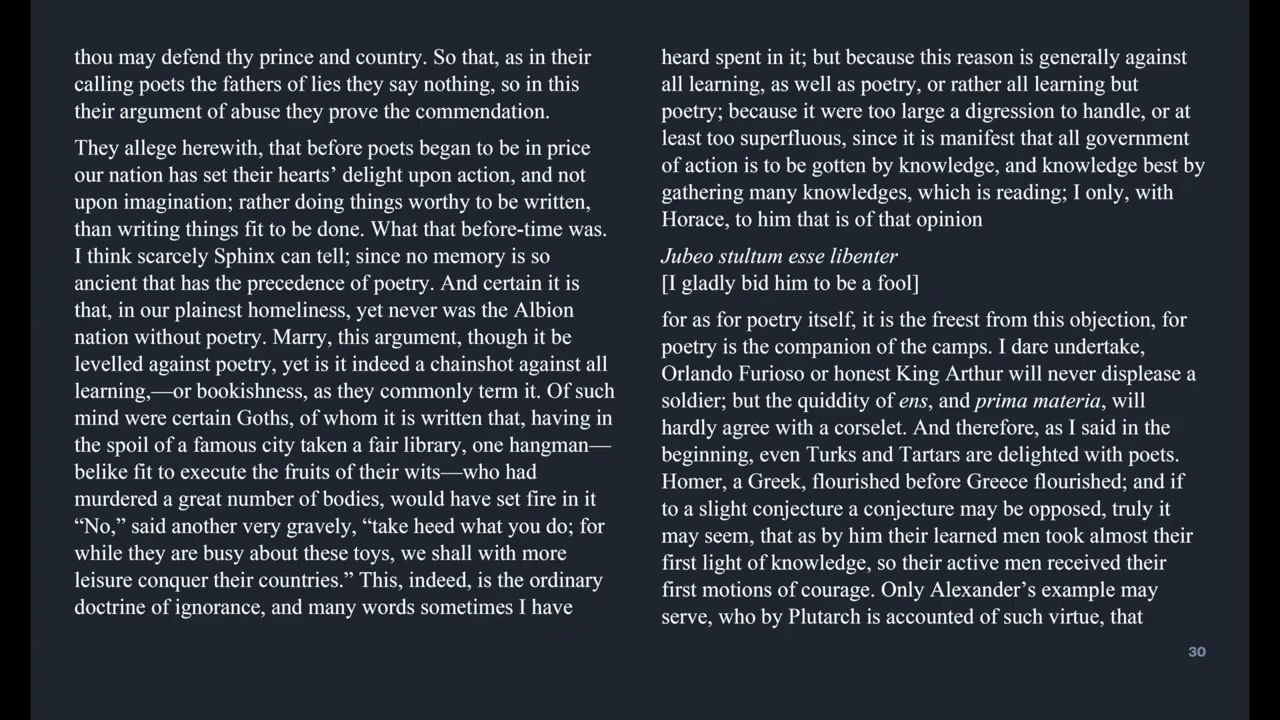 thou may defend thy prince and country. So that, as in their
calling poets the fathers of lies they say nothing, so in this
their argument of abuse they prove the commendation.
They allege herewith, that before poets began to be in price
our nation has set their hearts’ delight upon action, and not
upon imagination; rather doing things worthy to be written,
than writing things fit to be done. What that before-time was.
I think scarcely Sphinx can tell; since no memory is so
ancient that has the precedence of poetry. And certain it is
that, in our plainest homeliness, yet never was the Albion
nation without poetry. Marry, this argument, though it be
levelled against poetry, yet is it indeed a chainshot against all
learning,—or bookishness, as they commonly term it. Of such
mind were certain Goths, of whom it is written that, having in
the spoil of a famous city taken a fair library, one hangman—
belike fit to execute the fruits of their wits—who had
murdered a great number of bodies, would have set fire in it
“No,” said another very gravely, “take heed what you do; for
while they are busy about these toys, we shall with more
leisure conquer their countries.” This, indeed, is the ordinary
doctrine of ignorance, and many words sometimes I have
heard spent in it; but because this reason is generally against
all learning, as well as poetry, or rather all learning but
poetry; because it were too large a digression to handle, or at
least too superfluous, since it is manifest that all government
of action is to be gotten by knowledge, and knowledge best by
gathering many knowledges, which is reading; I only, with
Horace, to him that is of that opinion
Jubeo stultum esse libenter
[I gladly bid him to be a fool]
for as for poetry itself, it is the freest from this objection, for
poetry is the companion of the camps. I dare undertake,
Orlando Furioso or honest King Arthur will never displease a
soldier; but the quiddity of ens, and prima materia, will
hardly agree with a corselet. And therefore, as I said in the
beginning, even Turks and Tartars are delighted with poets.
Homer, a Greek, flourished before Greece flourished; and if
to a slight conjecture a conjecture may be opposed, truly it
may seem, that as by him their learned men took almost their
first light of knowledge, so their active men received their
first motions of courage. Only Alexander’s example may
serve, who by Plutarch is accounted of such virtue, that
30